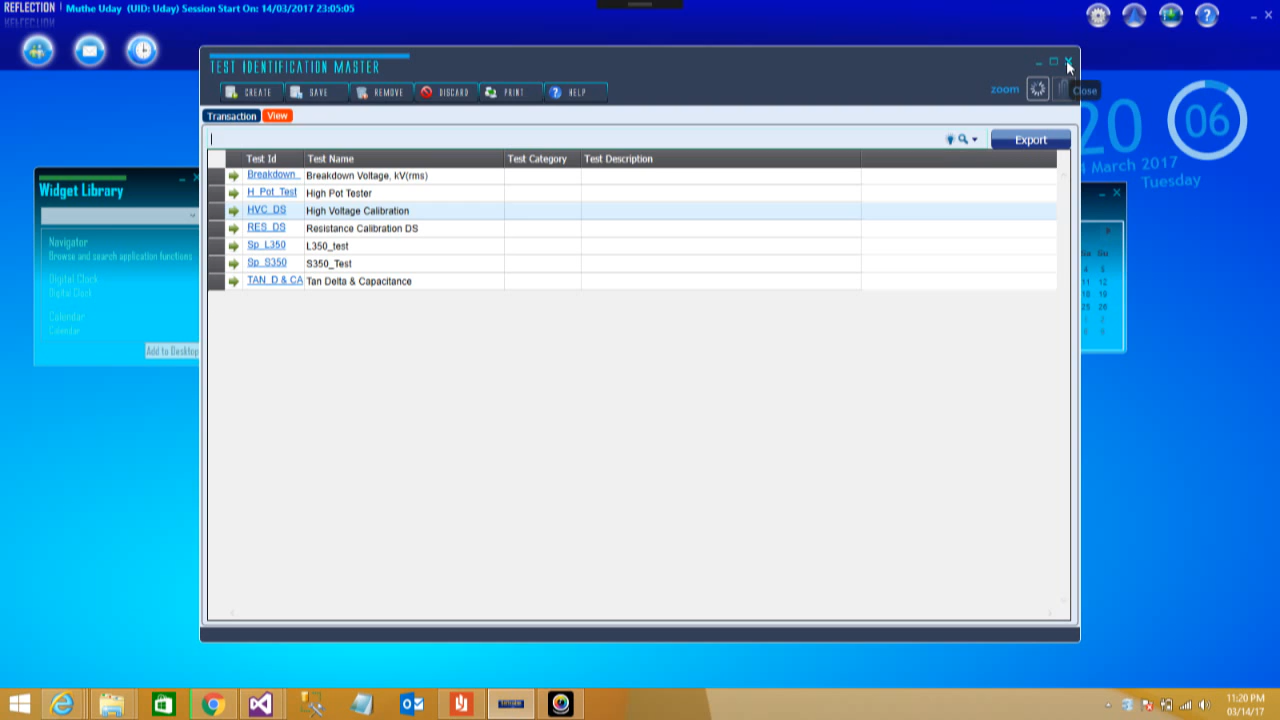 REFLECTION
Muthe Uday (UID: Uday) Session Start On: 14/03/2017 23:05:05
TEST IDENTIFICATION MASTER
CREATE SAVE REMOVE DISCARD PRINT HELP
zoom
Close
Transaction View
Export
Test Id Test Name Test Category Test Description
Breakdown_ Breakdown Voltage, kV(rms)
H_Pot_Test High Pot Tester
HVC_DS High Voltage Calibration
RES_DS Resistance Calibration DS
Sp_L350 L350_test
Sp_S350 S350_Test
TAN_D & CA Tan Delta & Capacitance
Widget Library
Navigator
Browse and search application functions
Digital Clock
Digital Clock
Calendar
Calendar
Add to Desktop
20 06
March 2017
Tuesday
Sa Su
4 5
11 12
18 19
25 26
11:20 PM
03/14/17